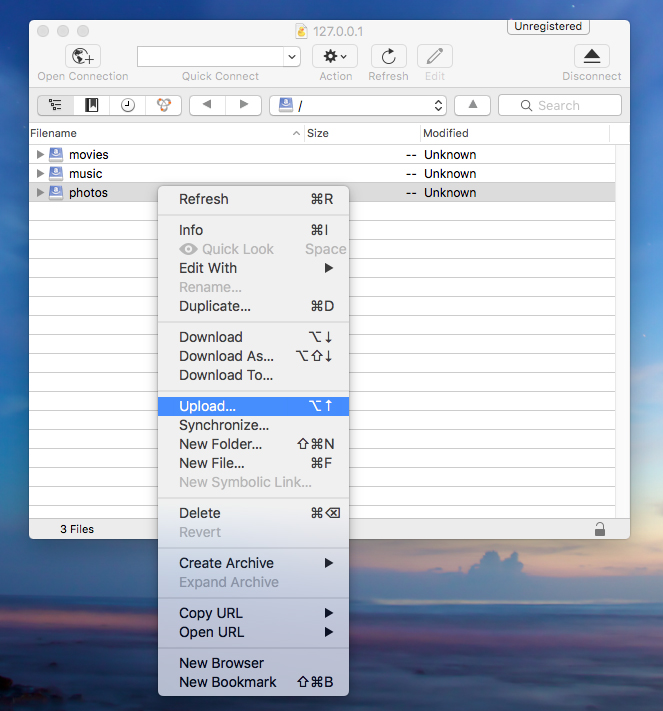 127.0.0.1
Unregistered
Open Connection
Quick Connect
Action
Refresh
Edit
Disconnect
/
Search
Filename
Size
Modified
movies -- Unknown
music -- Unknown
photos -- Unknown
Refresh ⌘R
Info ⌘I
Quick Look Space
Edit With
Rename...
Duplicate... ⌘D
Download ⌥↓
Download As... ⌥⇧↓
Download To...
Upload... ⌥↑
Synchronize...
New Folder... ⇧⌘N
New File... ⌘F
New Symbolic Link...
Delete ⌘⌫
Revert
Create Archive
Expand Archive
Copy URL
Open URL
New Browser
New Bookmark ⇧⌘B
3 Files